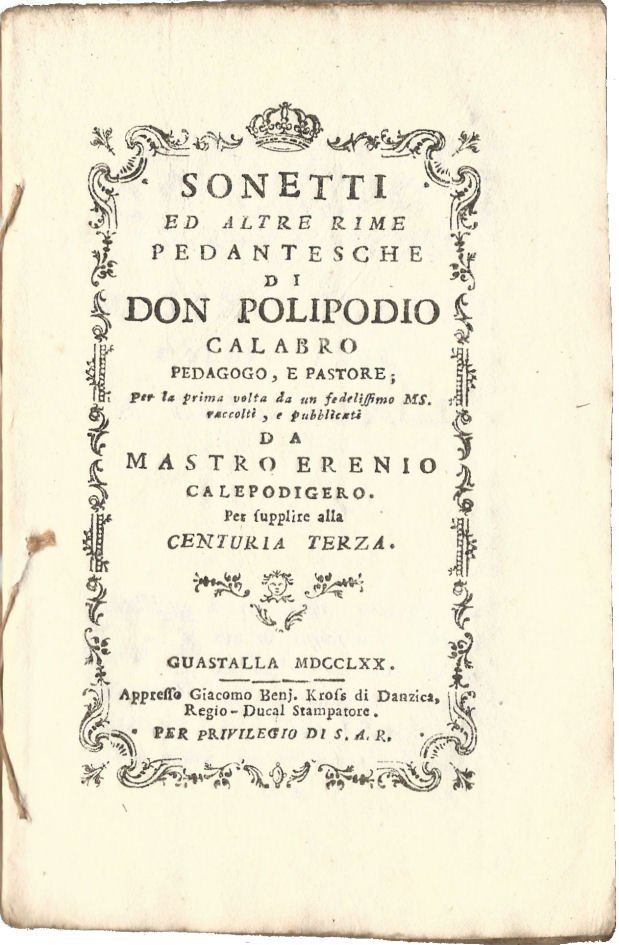 SONETTI
ED ALTRE RIME
PEDANTESCHE
DI
DON POLIPODIO
CALABRO
PEDAGOGO, E PASTORE;
Per la prima volta da un fedelissimo MS.
raccolti, e pubblicati
DA
MASTRO ERENIO
CALEPODIGERO.
Per supplire alla
CENTURIA TERZA.
GUASTALLA MDCCLXX.
Appresso Giacomo Benj. Kross di Danzica,
Regio-Ducal Stampatore.
PER PRIVILEGIO DI S. A. R.